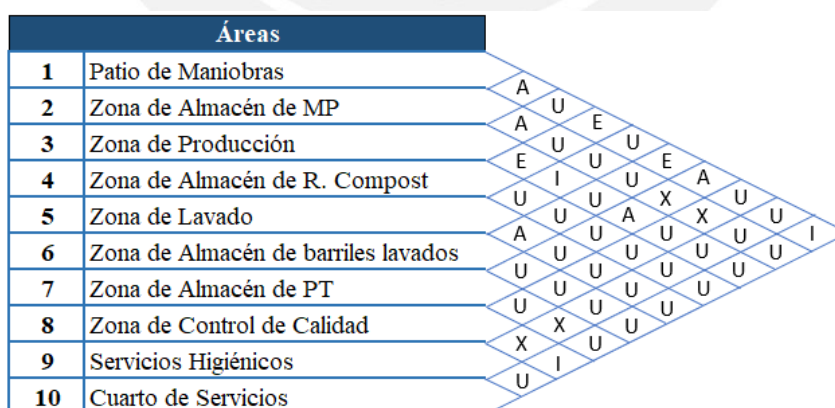 Áreas
1 Patio de Maniobras
A
2 Zona de Almacén de MP U
A E
3 Zona de Producción U U
E U E
4 Zona de Almacén de R. Compost I U A
U U X U
5 Zona de Lavado U A X U
A U U U I
6 Zona de Almacén de barriles lavados U U U U
U U U U
7 Zona de Almacén de PT U U U
U U U
8 Zona de Control de Calidad X U
X U
9 Servicios Higiénicos I
U
10 Cuarto de Servicios